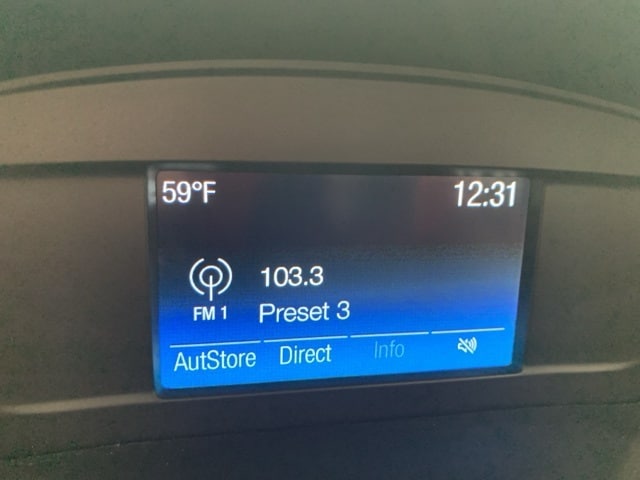 59°F 12:31
103.3
FM 1 Preset 3
AutStore Direct Info